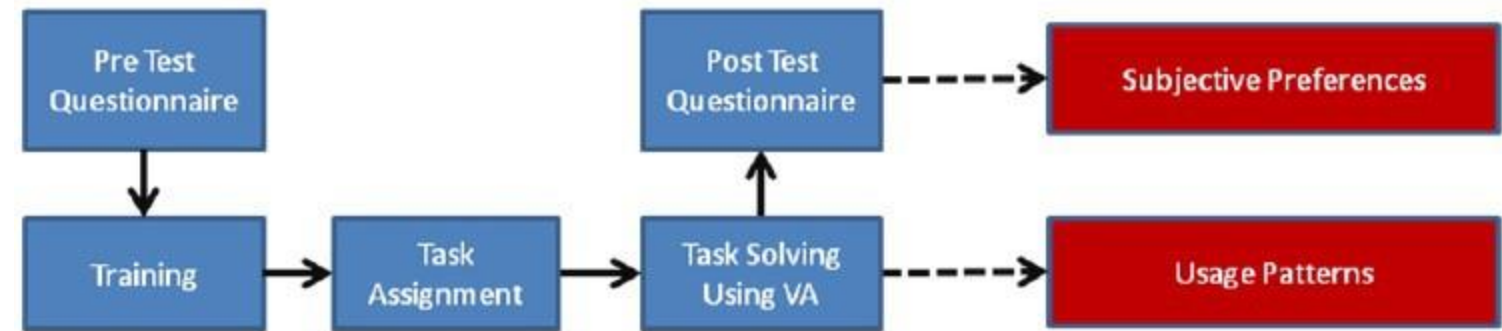 Pre Test
Questionnaire
Post Test
Questionnaire
Subjective Preferences
Training
Task
Assignment
Task Solving
Using VA
Usage Patterns